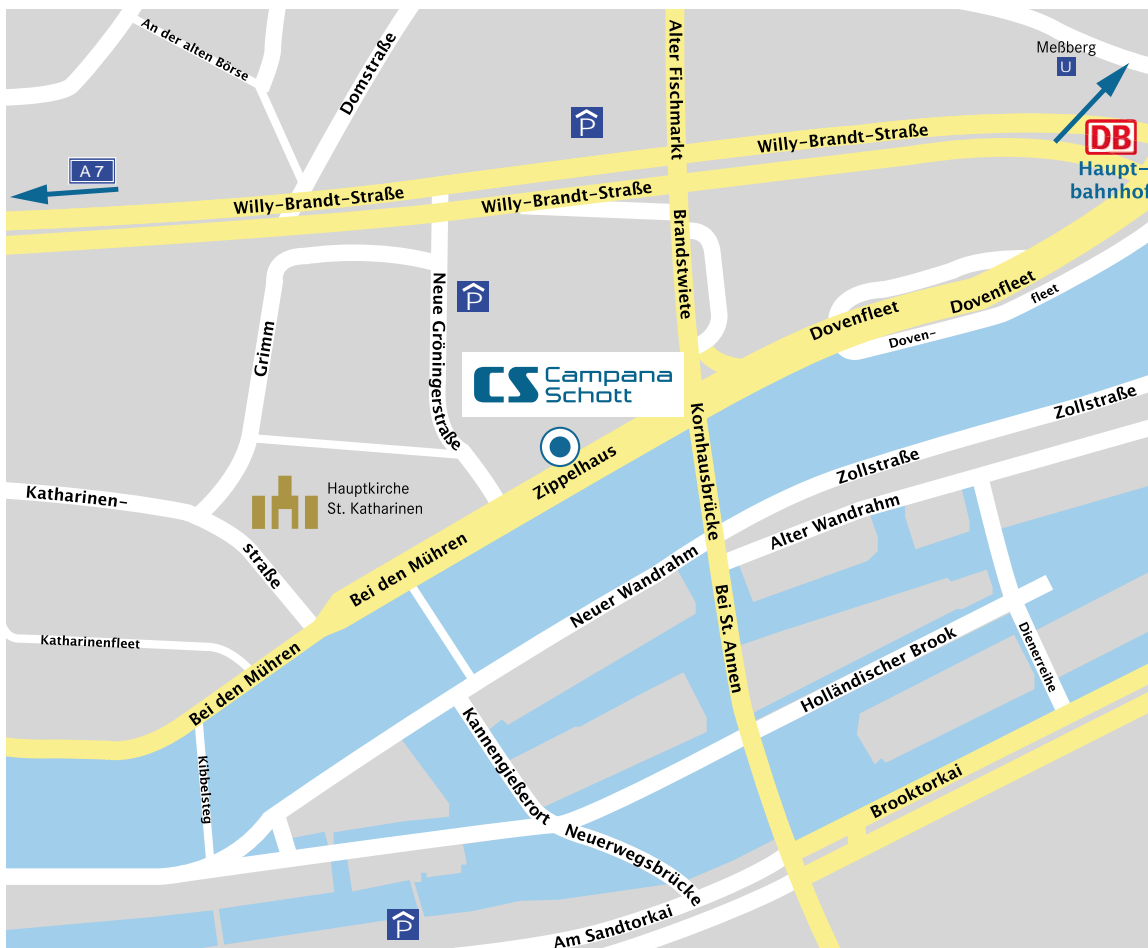 An der alten Börse
Domstraße
Alter Fischmarkt
Meßberg
U
P
Willy-Brandt-Straße
DB
Haupt-
bahnhof
A 7
Willy-Brandt-Straße
Willy-Brandt-Straße
Brandstwiete
Neue Gröningerstraße
P
Grimm
Dovenfleet
Dovenfleet
Doven-
fleet
CS Campana
Schott
Zollstraße
Kornhausbrücke
Zippelhaus
Zollstraße
Katharinen-
straße
Hauptkirche
St. Katharinen
Alter Wandrahm
Bei den Mühren
Neuer Wandrahm
Bei St. Annen
Katharinenfleet
Bei den Mühren
Holländischer Brook
Dienerreihe
Kannengießerort
Kibbelsteg
Brooktorkai
Neuerwegsbrücke
P
Am Sandtorkai